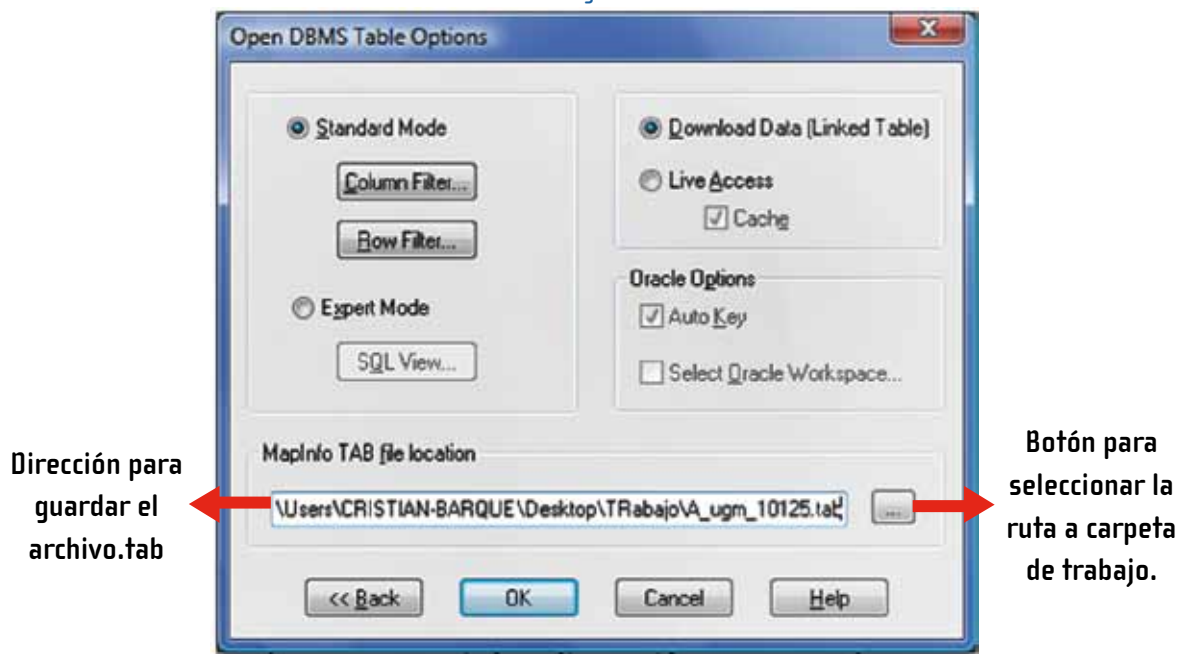 Open DBMS Table Options
Standard Mode
Column Filter...
Row Filter...
Expert Mode
SQL View...
Download Data (Linked Table)
Live Access
Cache
Oracle Options
Auto Key
Select Oracle Workspace...
MapInfo TAB file location
\Users\CRISTIAN-BARQUE\Desktop\TRabajo\A_ugm_10125.tab
...
<< Back
OK
Cancel
Help
Dirección para
guardar el
archivo.tab
Botón para
seleccionar la
ruta a carpeta
de trabajo.